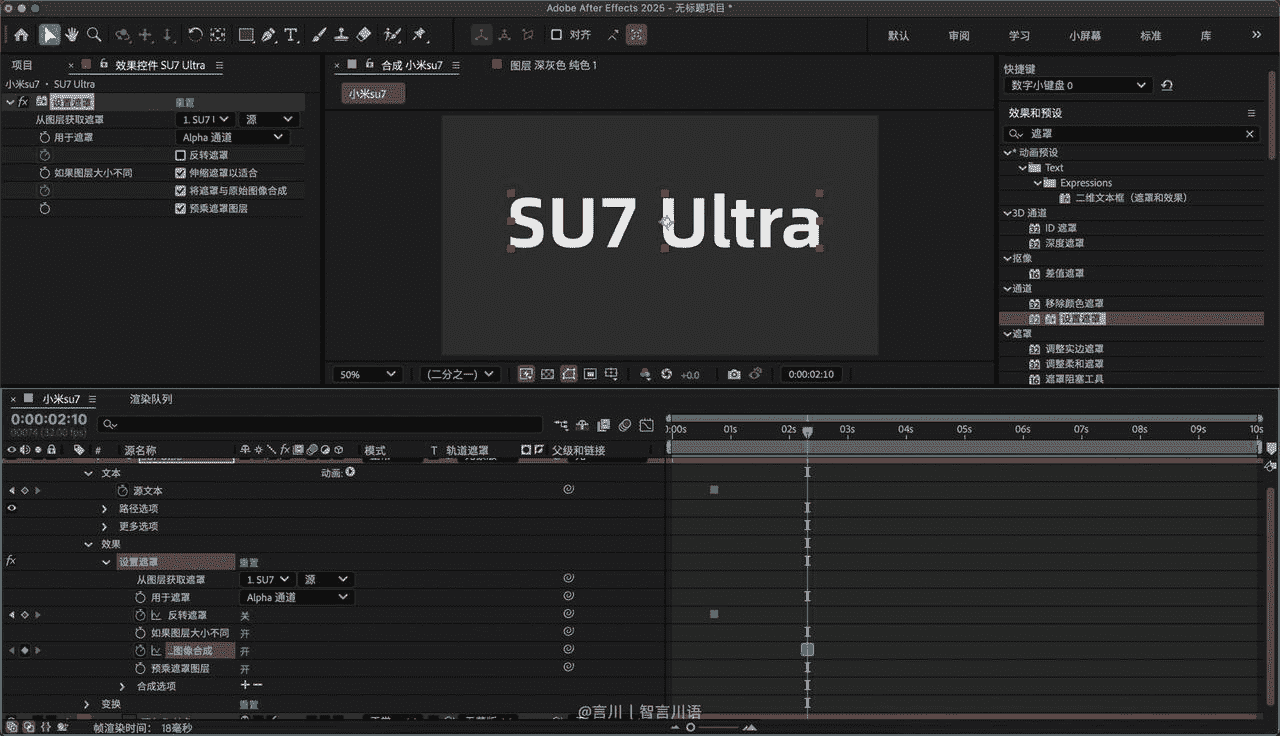 Adobe After Effects 2025 - 无标题项目 *
对齐
默认
审阅
学习
小屏幕
标准
库
项目
效果控件 SU7 Ultra
小米su7 · SU7 Ultra
fx 设置遮罩 重置
从图层获取遮罩 1. SU7 源
用于遮罩 Alpha 通道
反转遮罩
如果图层大小不同 伸缩遮罩以适合
将遮罩与原始图像合成
预乘遮罩图层
合成 小米su7
图层 深灰色 纯色 1
小米su7
SU7 Ultra
50% (二分之一) +0.0 0:00:02:10
快捷键
数字小键盘 0
效果和预设
遮罩
* 动画预设
Text
Expressions
二维文本框（遮罩和效果）
3D 通道
ID 遮罩
深度遮罩
抠像
差值遮罩
通道
移除颜色遮罩
设置遮罩
遮罩
调整实边遮罩
调整柔和遮罩
遮罩阻塞工具
小米su7
渲染队列
0:00:02:10
00074 (32.00 fps)
):00s 01s 02s 03s 04s 05s 06s 07s 08s 09s 10s
# 源名称 模式 T 轨道遮罩 父级和链接
文本 动画:
源文本
路径选项
更多选项
效果
fx 设置遮罩 重置
从图层获取遮罩 1. SU7 源
用于遮罩 Alpha 通道
反转遮罩 关
如果图层大小不同 开
...图像合成 开
预乘遮罩图层 开
合成选项 + −
变换 重置
@言川丨智言川语
帧渲染时间： 18毫秒